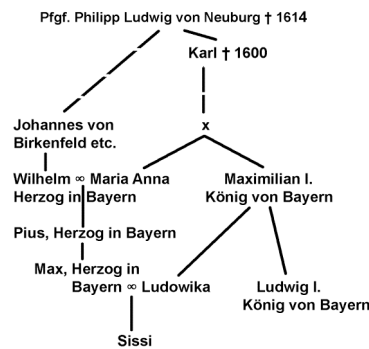 Pfgf. Philipp Ludwig von Neuburg † 1614
Karl † 1600
Johannes von
Birkenfeld etc.
x
Wilhelm ∞ Maria Anna
Herzog in Bayern
Maximilian I.
König von Bayern
Pius, Herzog in Bayern
Max, Herzog in
Bayern ∞ Ludowika
Ludwig I.
König von Bayern
Sissi